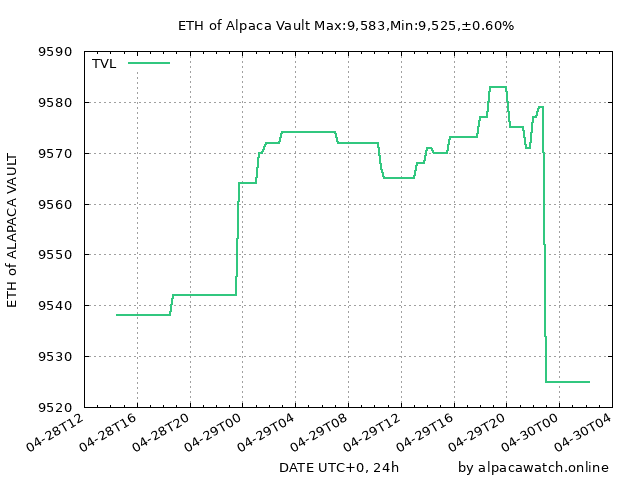 ETH of Alpaca Vault Max:9,583,Min:9,525,±0.60%
TVL
ETH of ALAPACA VAULT
9590
9580
9570
9560
9550
9540
9530
9520
04-28T12
04-28T16
04-28T20
04-29T00
04-29T04
04-29T08
04-29T12
04-29T16
04-29T20
04-30T00
04-30T04
DATE UTC+0, 24h
by alpacawatch.online